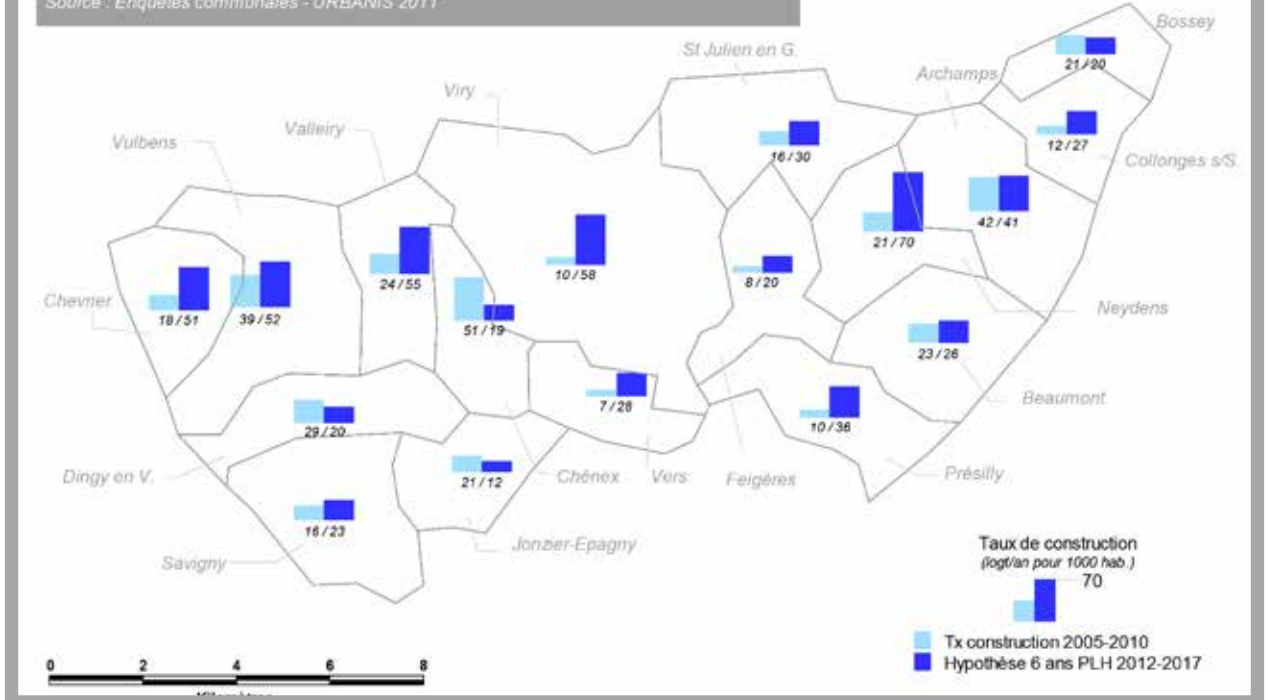 Source : Enquêtes communales - URBANIS 2011
Bossey
St Julien en G.
21 / 20
Archamps
Viry
Valleiry
Vulbens
12 / 27
16 / 30
Collonges s/S.
42 / 41
21 / 70
24 / 55
10 / 58
8 / 20
Chevrier
18 / 51
39 / 52
51 / 19
Neydens
23 / 26
7 / 28
Beaumont
10 / 36
29 / 20
Dingy en V.
21 / 12
Chênex
Vers
Feigères
Présilly
16 / 23
Jonzier-Epagny
Savigny
Taux de construction
(logt/an pour 1000 hab.)
70
Tx construction 2005-2010
Hypothèse 6 ans PLH 2012-2017
0 2 4 6 8